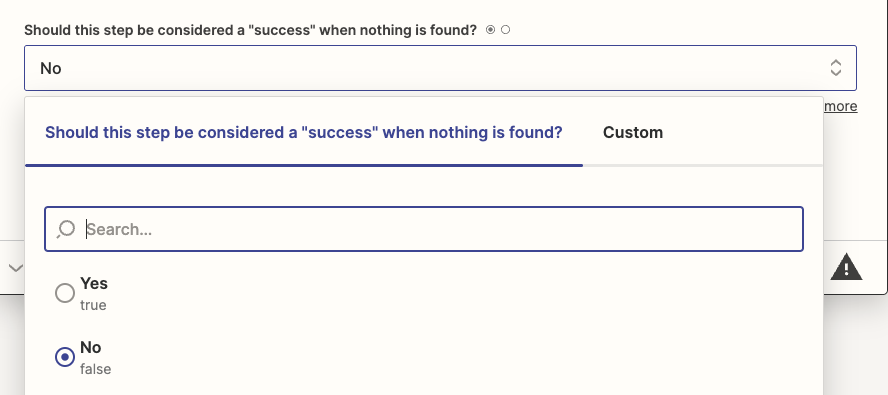 Should this step be considered a "success" when nothing is found?
No
more
Should this step be considered a "success" when nothing is found? Custom
Search...
Yes
true
No
false